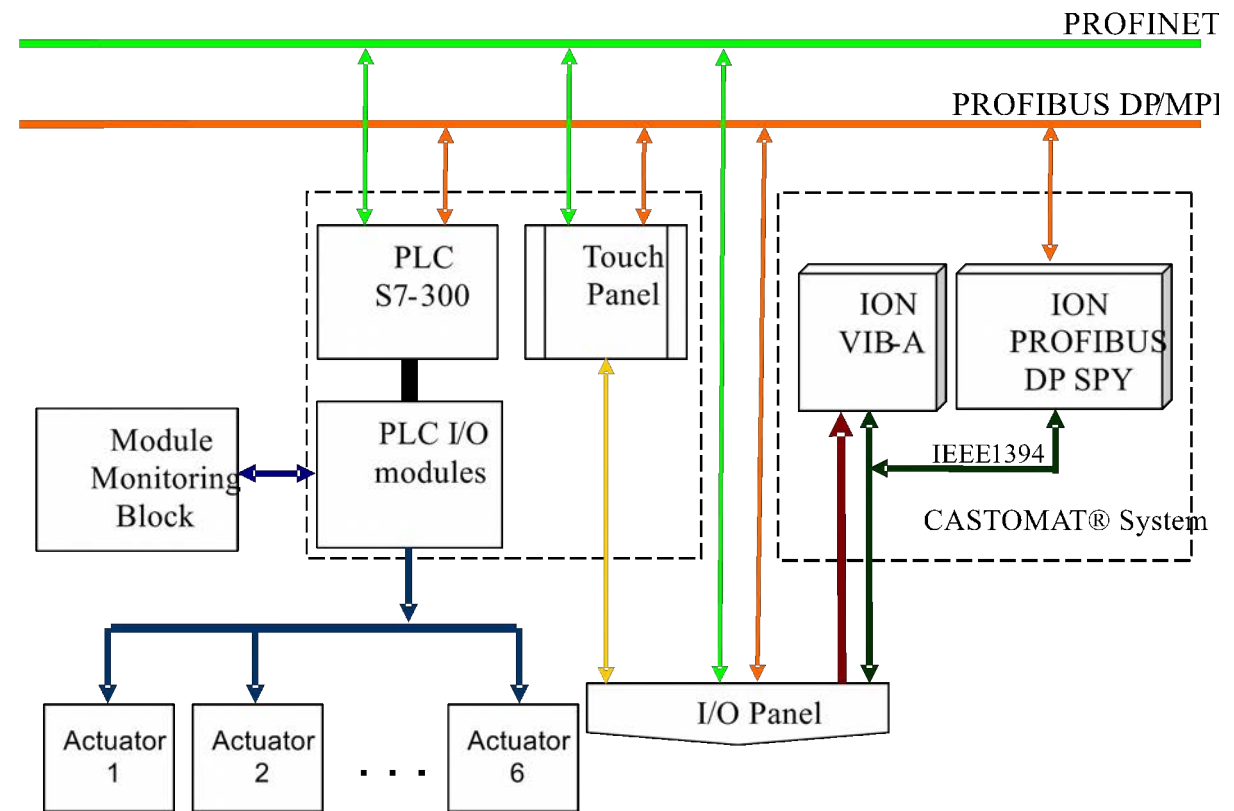 PROFINET
PROFIBUS DP/MPI
PLC
S7-300
Touch
Panel
ION
VIB-A
ION
PROFIBUS
DP SPY
Module
Monitoring
Block
PLC I/O
modules
IEEE1394
CASTOMAT® System
I/O Panel
Actuator
1
Actuator
2
. . .
Actuator
6